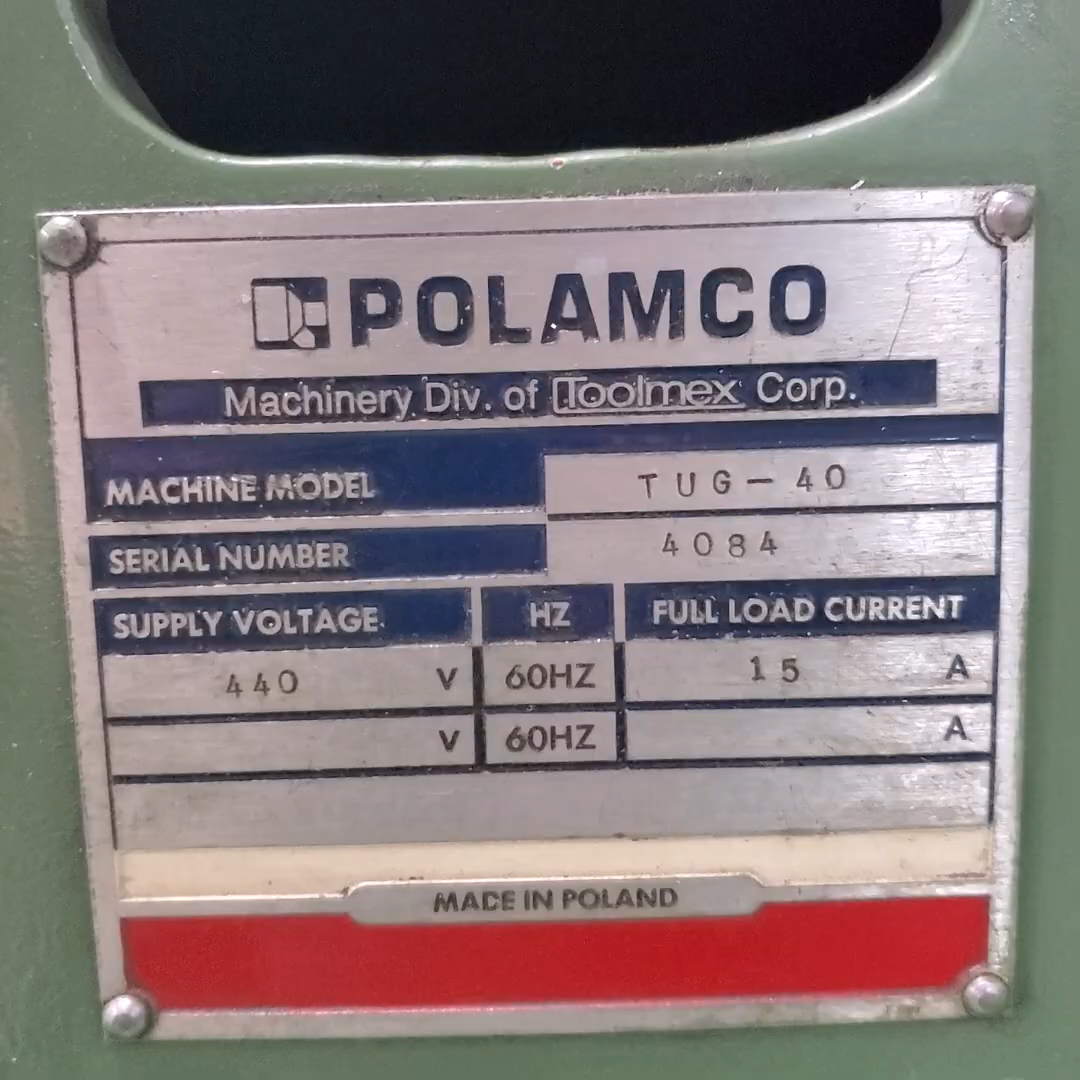 POLAMCO
Machinery Div. of Toolmex Corp.
MACHINE MODEL TUG-40
SERIAL NUMBER 4084
SUPPLY VOLTAGE HZ FULL LOAD CURRENT
440 V 60HZ 15 A
V 60HZ A
MADE IN POLAND